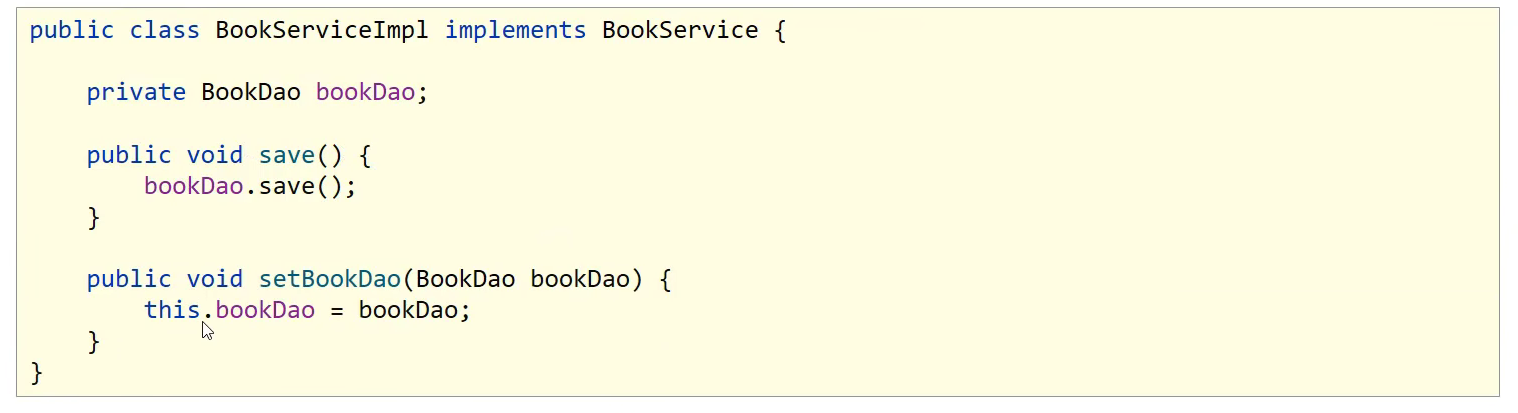 public class BookServiceImpl implements BookService {
    private BookDao bookDao;
    public void save() {
        bookDao.save();
    }
    public void setBookDao(BookDao bookDao) {
        this.bookDao = bookDao;
    }
}